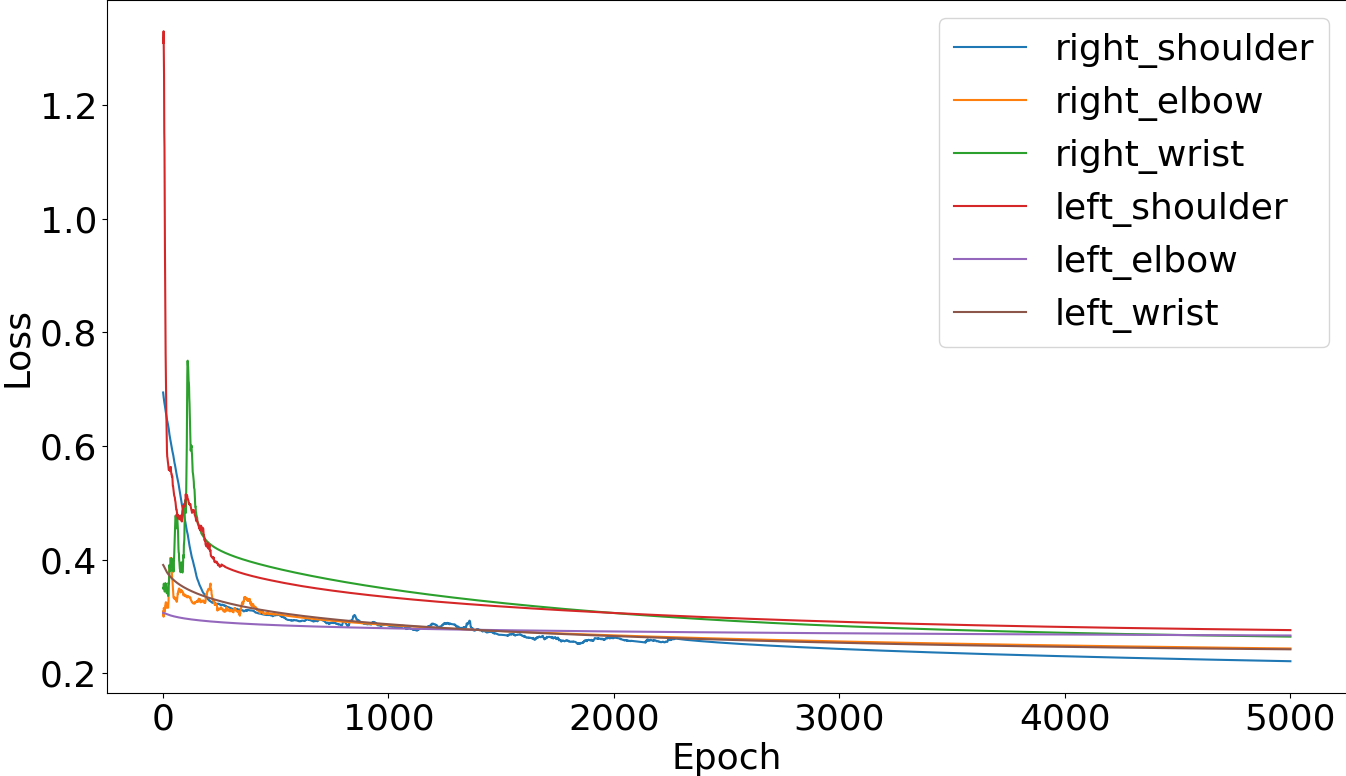 Loss
1.2
1.0
0.8
0.6
0.4
0.2
right_shoulder
right_elbow
right_wrist
left_shoulder
left_elbow
left_wrist
0 1000 2000 3000 4000 5000
Epoch